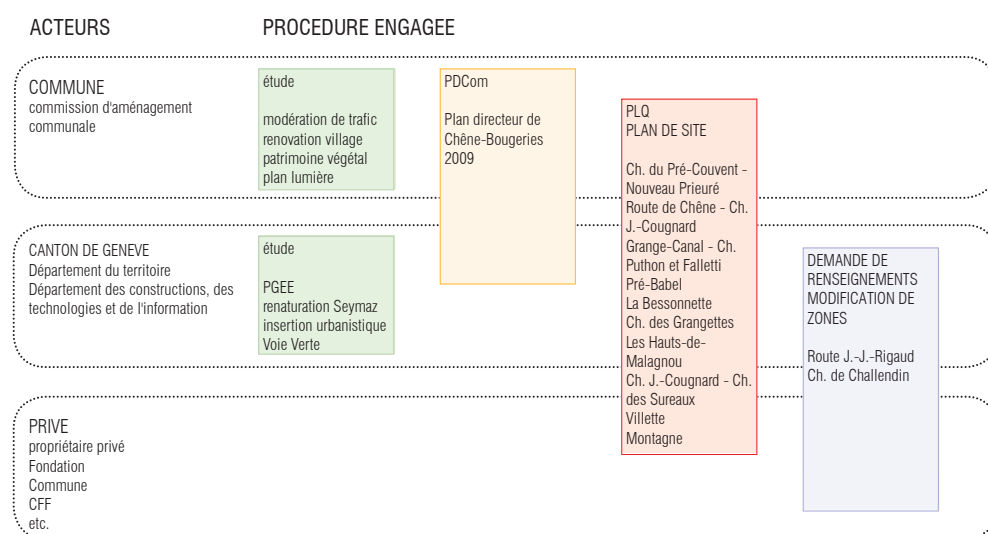 ACTEURS
PROCEDURE ENGAGEE
COMMUNE
commission d'aménagement
communale
étude
modération de trafic
renovation village
patrimoine végétal
plan lumière
PDCom
Plan directeur de
Chêne-Bougeries
2009
PLQ
PLAN DE SITE
Ch. du Pré-Couvent -
Nouveau Prieuré
Route de Chêne - Ch.
J.-Cougnard
Grange-Canal - Ch.
Puthon et Falletti
Pré-Babel
La Bessonnette
Ch. des Grangettes
Les Hauts-de-
Malagnou
Ch. J.-Cougnard - Ch.
des Sureaux
Villette
Montagne
CANTON DE GENEVE
Département du territoire
Département des constructions, des
technologies et de l'information
étude
PGEE
renaturation Seymaz
insertion urbanistique
Voie Verte
DEMANDE DE
RENSEIGNEMENTS
MODIFICATION DE
ZONES
Route J.-J.-Rigaud
Ch. de Challendin
PRIVE
propriétaire privé
Fondation
Commune
CFF
etc.